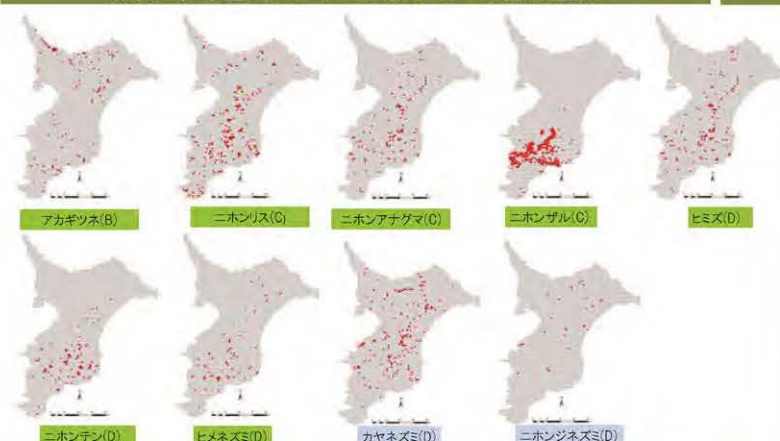 アカギツネ(B)
ニホンリス(C)
ニホンアナグマ(C)
ニホンザル(C)
ヒミズ(D)
ニホンテン(D)
ヒメネズミ(D)
カヤネズミ(D)
ニホンジネズミ(D)